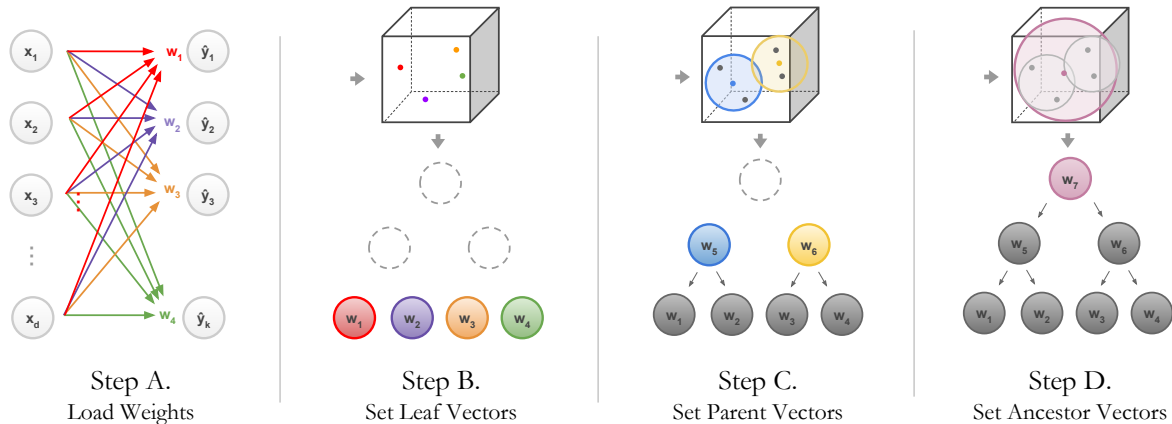 x₁
w₁
ŷ₁
x₂
w₂
ŷ₂
x₃
w₃
ŷ₃
x_d
w₄
ŷ_k
Step A.
Load Weights
w₁ w₂ w₃ w₄
Step B.
Set Leaf Vectors
w₅ w₆
w₁ w₂ w₃ w₄
Step C.
Set Parent Vectors
w₇
w₅ w₆
w₁ w₂ w₃ w₄
Step D.
Set Ancestor Vectors